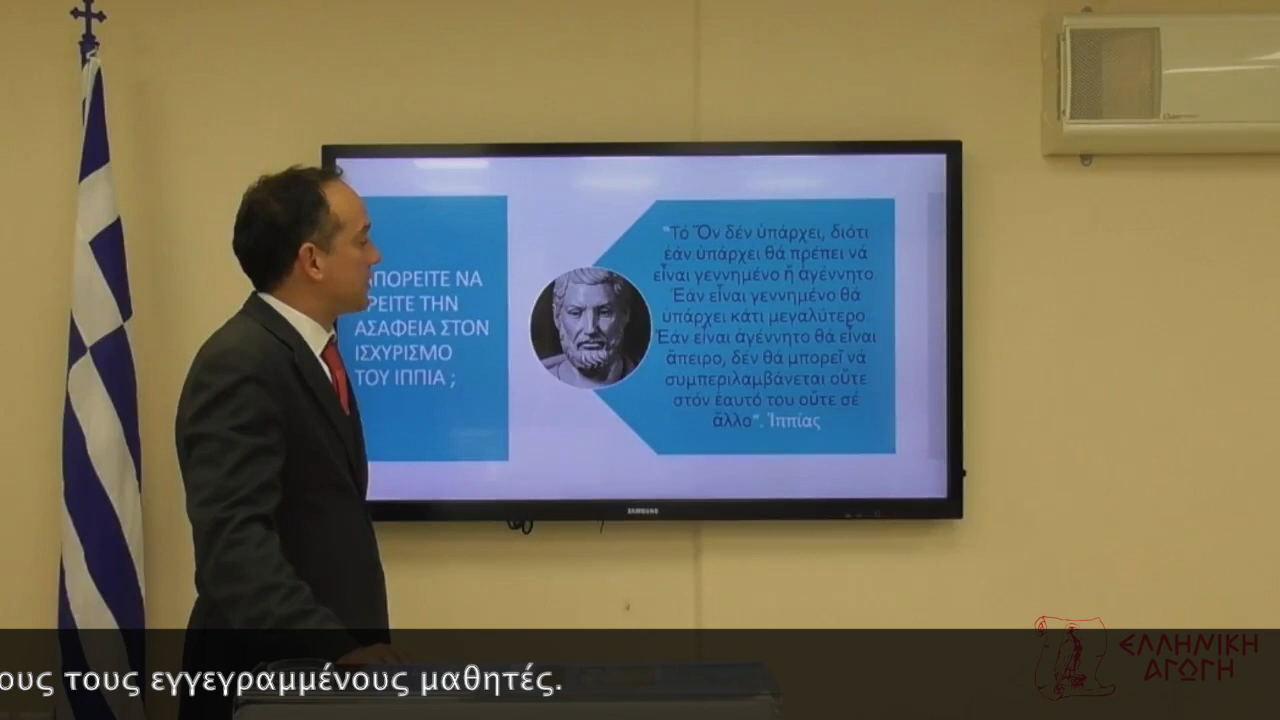 ΜΠΟΡΕΙΤΕ ΝΑ
ΒΡΕΙΤΕ ΤΗΝ
ΑΣΑΦΕΙΑ ΣΤΟΝ
ΙΣΧΥΡΙΣΜΟ
ΤΟΥ ΙΠΠΙΑ ;
"Τό Ὄν δέν ὑπάρχει, διότι
ἐάν ὑπάρχει θά πρέπει νά
εἶναι γεννημένο ἤ ἀγέννητο.
Ἐάν εἶναι γεννημένο θά
ὑπάρχει κάτι μεγαλύτερο.
Ἐάν εἶναι ἀγέννητο θά εἶναι
ἄπειρο, δέν θά μπορεῖ νά
συμπεριλαμβάνεται οὔτε
στόν ἑαυτό του οὔτε σέ
ἄλλο". Ἱππίας
SAMSUNG
ους τους εγγεγραμμένους μαθητές.
ΕΛΛΗΝΙΚΗ
ΑΓΩΓΗ